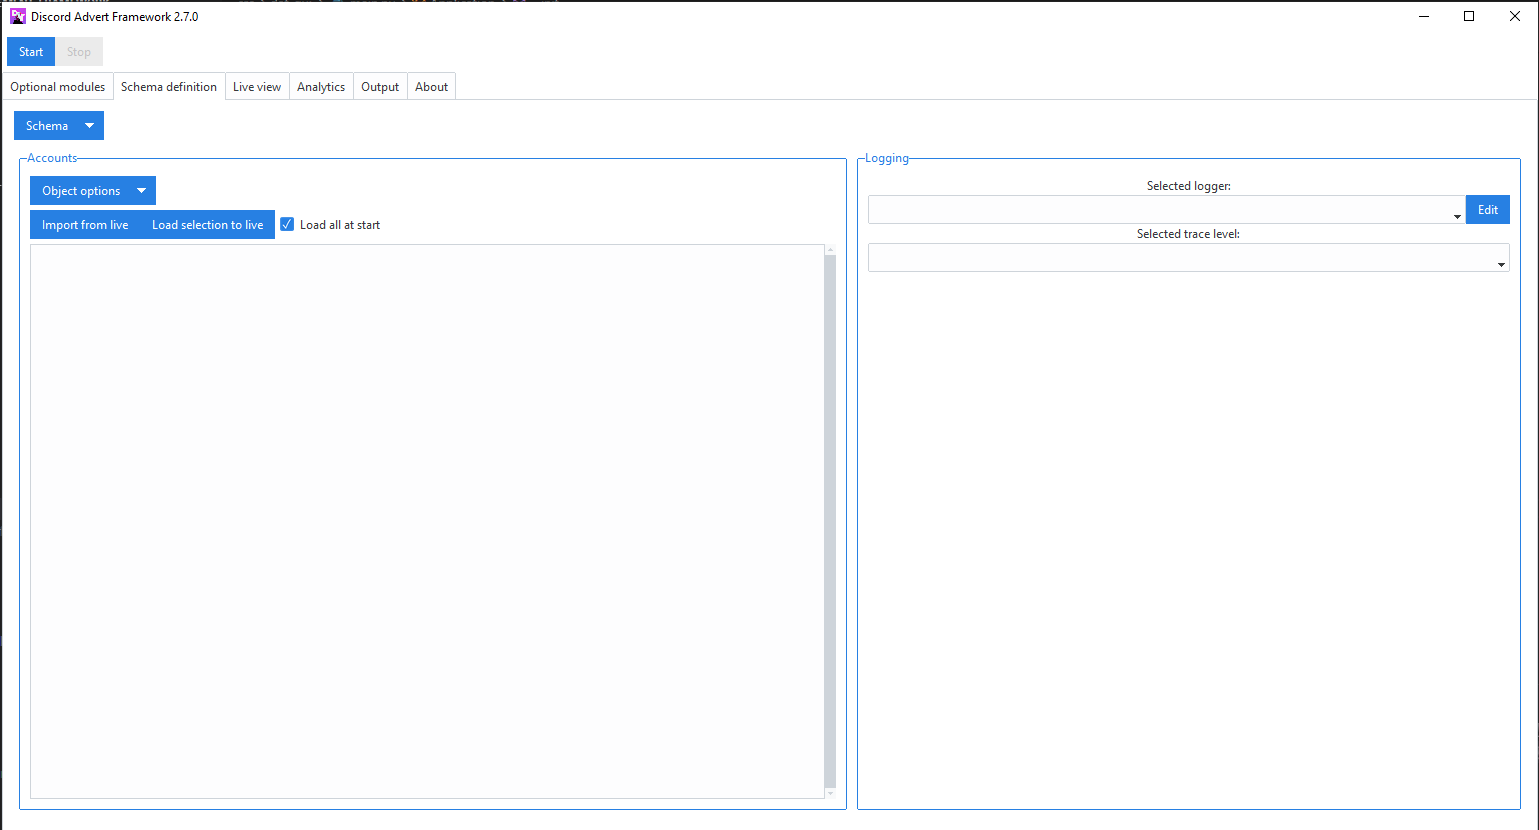 Discord Advert Framework 2.7.0
Start Stop
Optional modules Schema definition Live view Analytics Output About
Schema
Accounts
Object options
Import from live Load selection to live Load all at start
Logging
Selected logger:
Edit
Selected trace level: